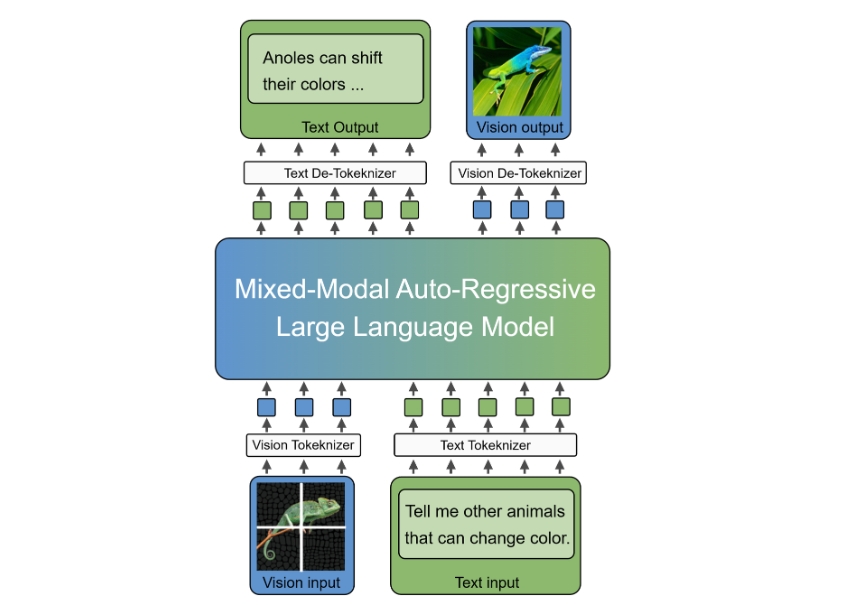 Anoles can shift
their colors ...
Text Output
Vision output
Text De-Tokeknizer
Vision De-Tokeknizer
Mixed-Modal Auto-Regressive
Large Language Model
Vision Tokeknizer
Text Tokeknizer
Tell me other animals
that can change color.
Vision input
Text input